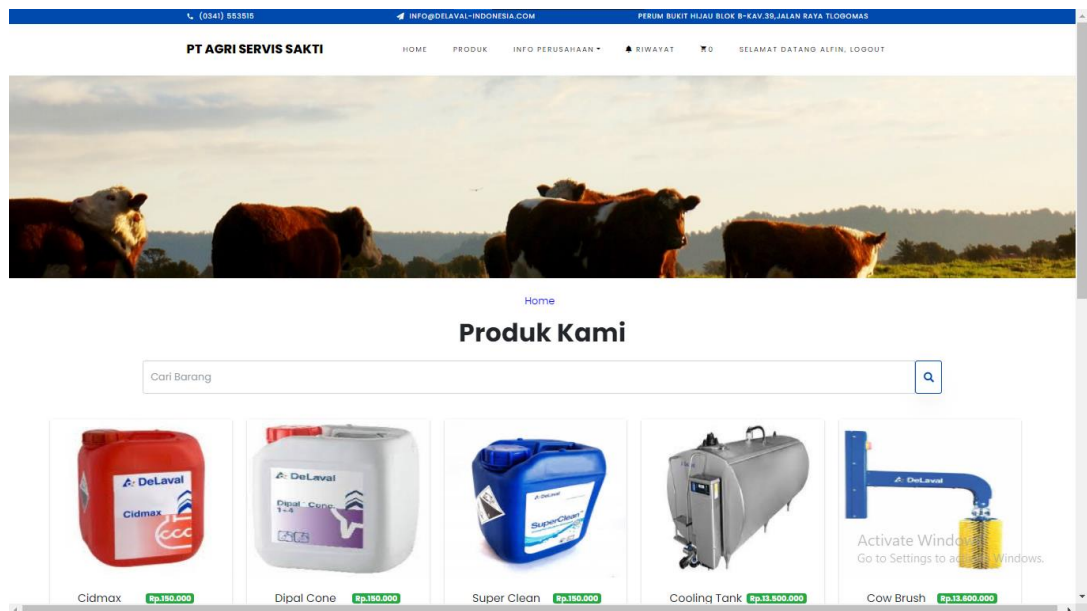 (0341) 553515 INFO@DELAVAL-INDONESIA.COM PERUM BUKIT HIJAU BLOK B-KAV.39,JALAN RAYA TLOGOMAS
PT AGRI SERVIS SAKTI HOME PRODUK INFO PERUSAHAAN RIWAYAT 0 SELAMAT DATANG ALFIN, LOGOUT
Home
Produk Kami
Cari Barang
DeLaval
Cidmax
CCC
DeLaval
Dipal Cone
1+4
DeLaval
SuperClean
DeLaval
Activate Windows
Go to Settings to activate Windows.
Cidmax Rp.150.000 Dipal Cone Rp.150.000 Super Clean Rp.150.000 Cooling Tank Rp.13.500.000 Cow Brush Rp.13.600.000